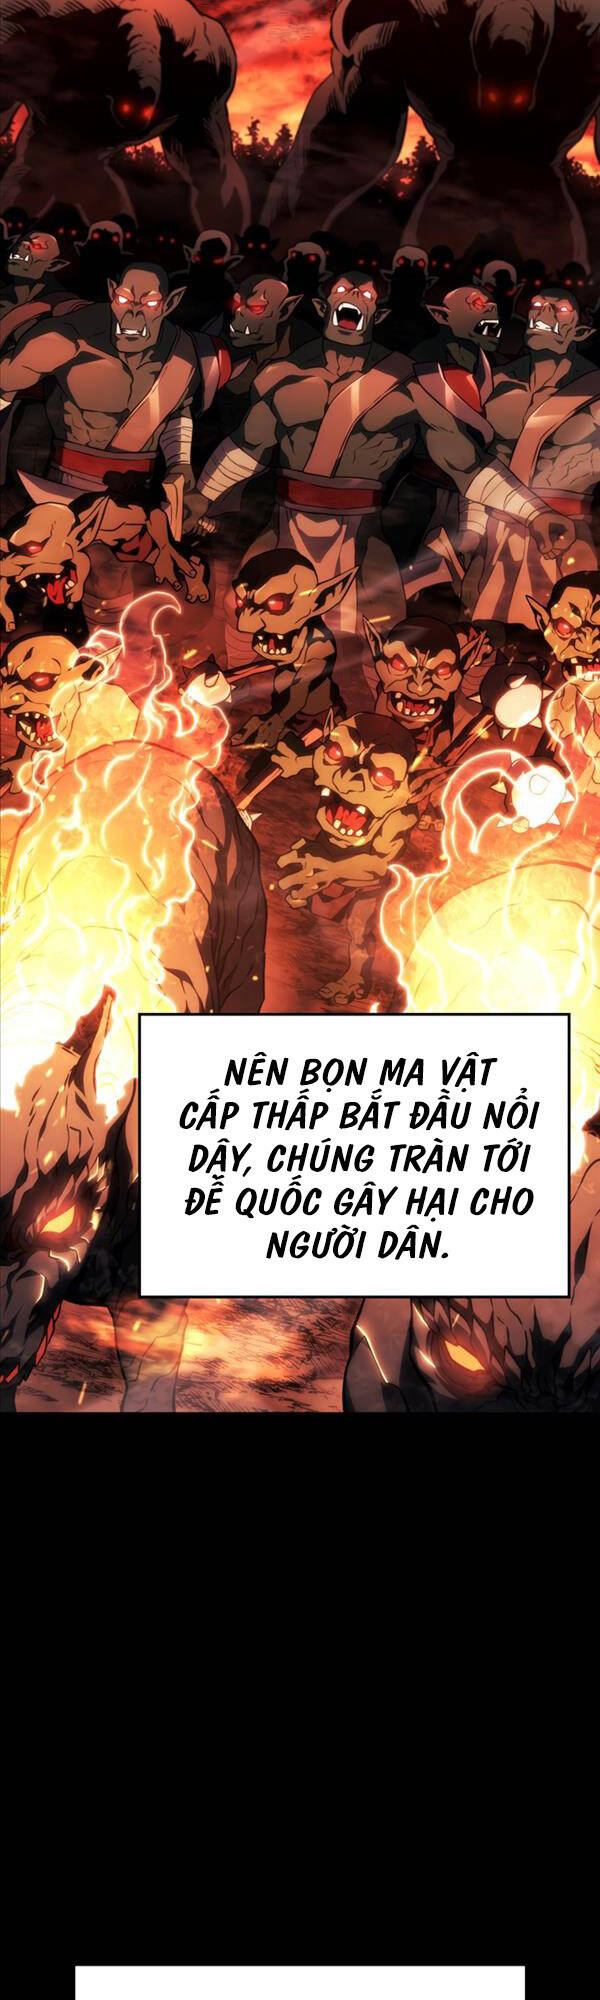 NÊN BỌN MA VẬT
CẤP THẤP BẮT ĐẦU NỔI
DẬY, CHÚNG TRÀN TỚI
ĐẾ QUỐC GÂY HẠI CHO
NGƯỜI DÂN.